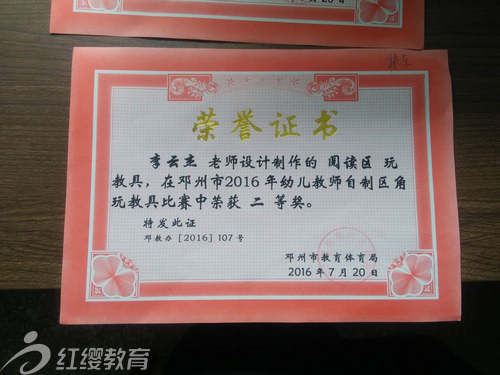 荣誉证书
李云杰 老师设计制作的 阅读区 玩
教具，在邓州市2016年幼儿教师自制区角
玩教具比赛中荣获 二 等奖。
特发此证
邓教办［2016］107号
邓州市教育体育局
2016年7月20日
红缨教育